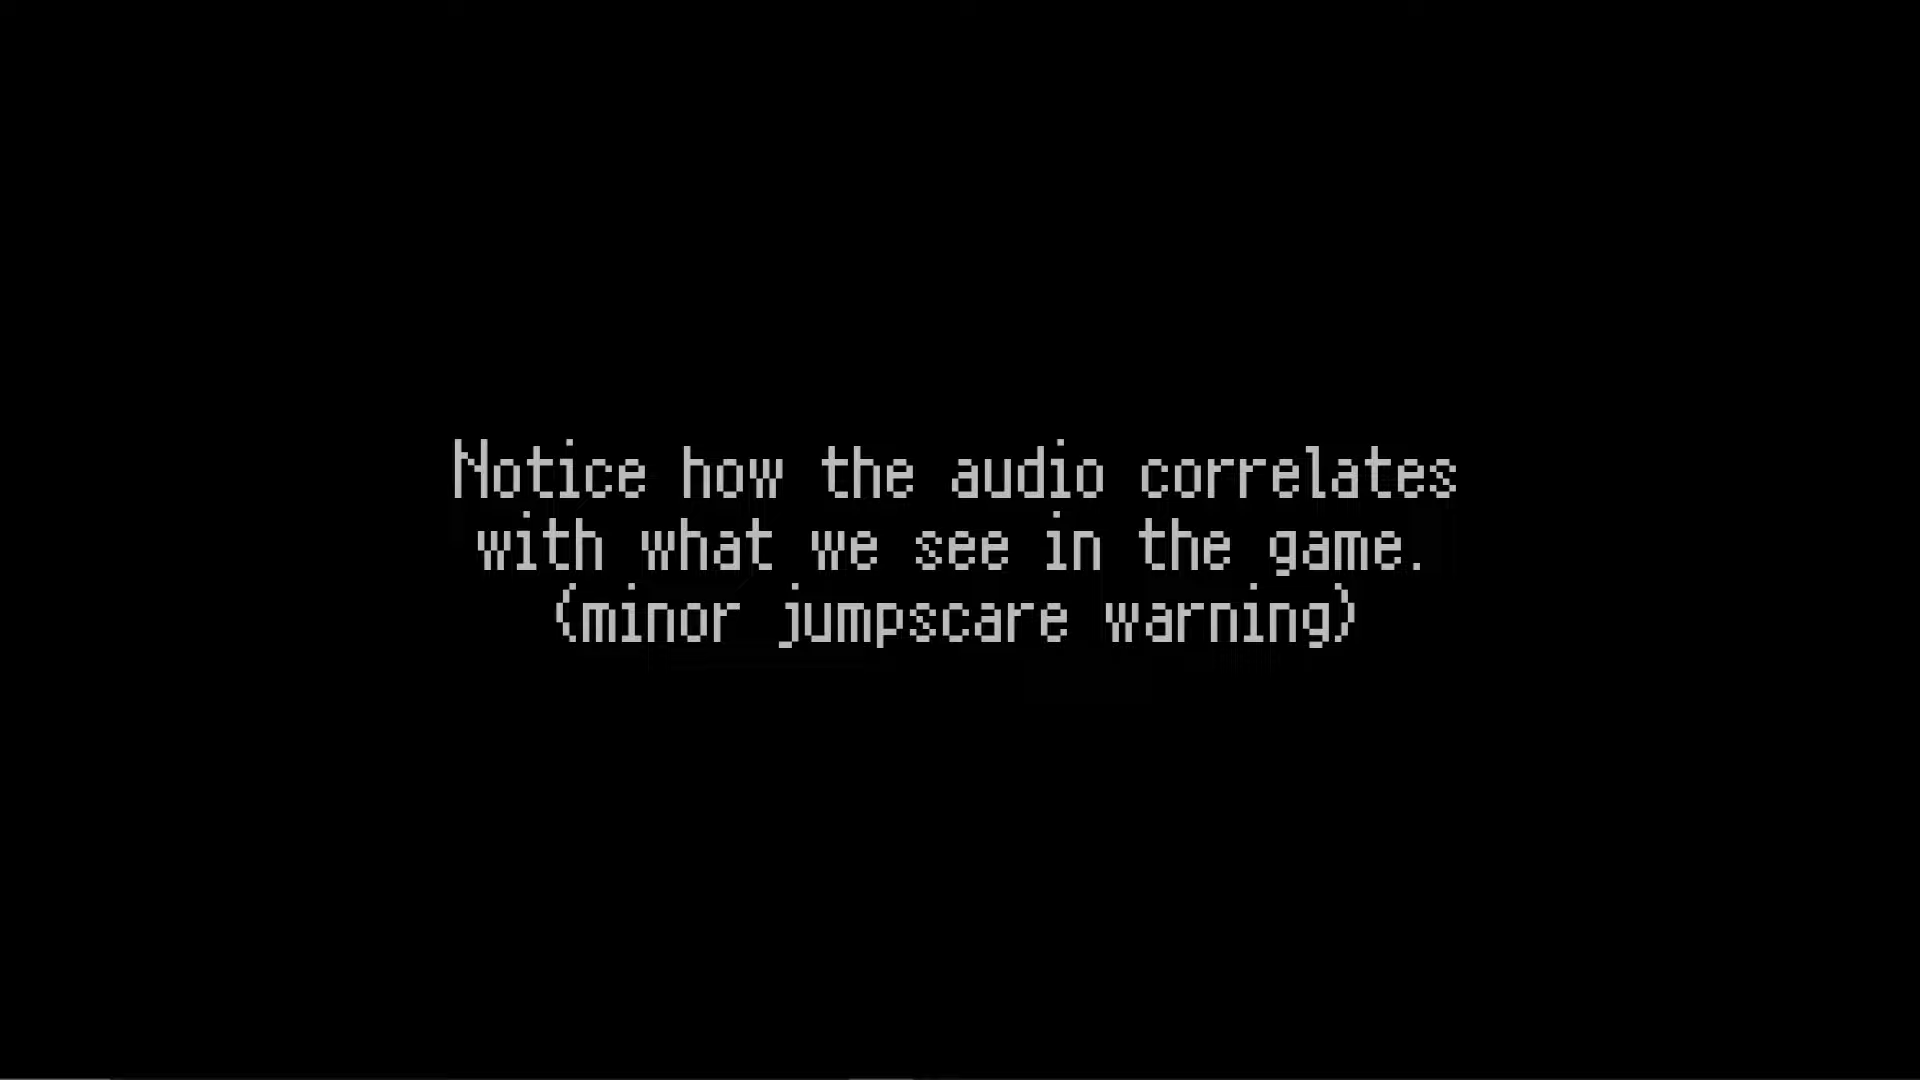 Notice how the audio correlates
with what we see in the game.
(minor jumpscare warning)